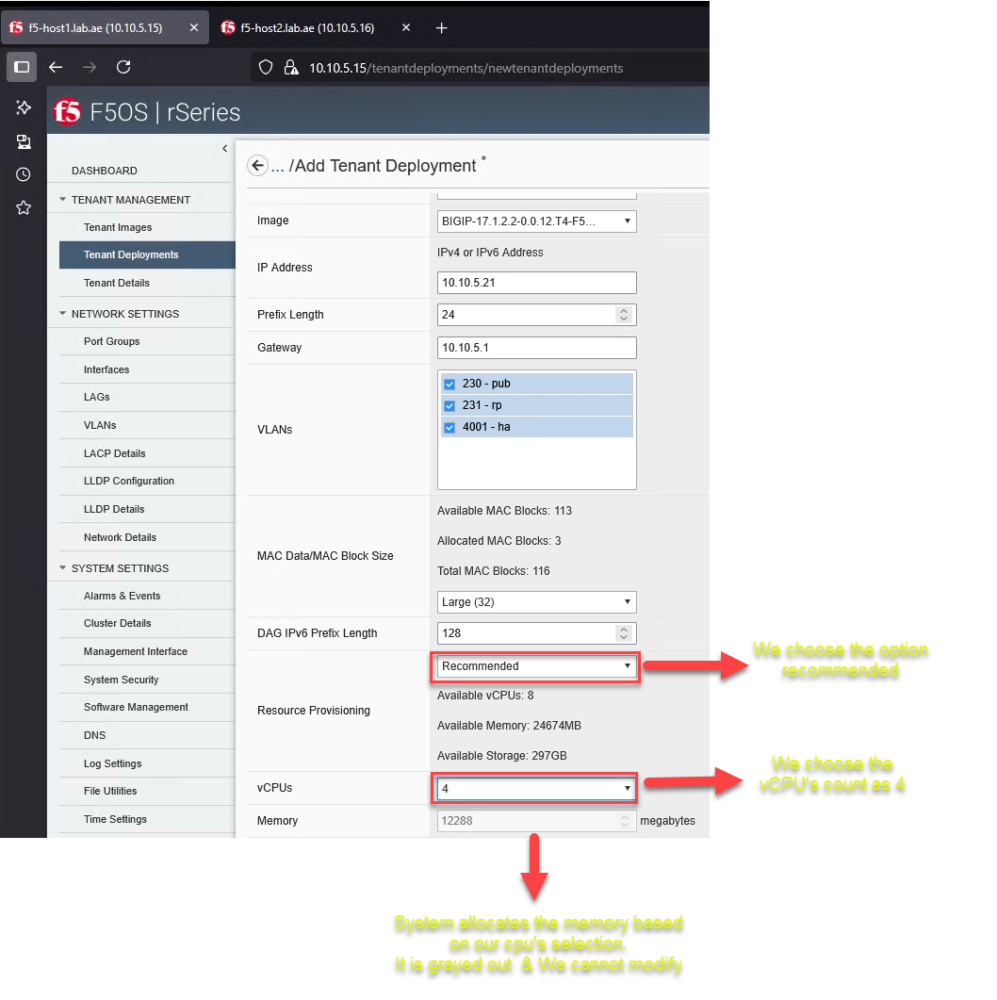 f5-host1.lab.ae (10.10.5.15)
f5-host2.lab.ae (10.10.5.16)
10.10.5.15/tenantdeployments/newtenantdeployments
f5 F5OS | rSeries
DASHBOARD
TENANT MANAGEMENT
Tenant Images
Tenant Deployments
Tenant Details
NETWORK SETTINGS
Port Groups
Interfaces
LAGs
VLANs
LACP Details
LLDP Configuration
LLDP Details
Network Details
SYSTEM SETTINGS
Alarms & Events
Cluster Details
Management Interface
System Security
Software Management
DNS
Log Settings
File Utilities
Time Settings
... /Add Tenant Deployment *
Image
BIGIP-17.1.2.2-0.0.12.T4-F5...
IP Address
IPv4 or IPv6 Address
10.10.5.21
Prefix Length
24
Gateway
10.10.5.1
VLANs
230 - pub
231 - rp
4001 - ha
MAC Data/MAC Block Size
Available MAC Blocks: 113
Allocated MAC Blocks: 3
Total MAC Blocks: 116
Large (32)
DAG IPv6 Prefix Length
128
Resource Provisioning
Recommended
Available vCPUs: 8
Available Memory: 24674MB
Available Storage: 297GB
vCPUs
4
Memory
12288
megabytes
We choose the option
recommended
We choose the
vCPU's count as 4
System allocates the memory based
on our cpu's selection.
It is grayed out & We cannot modify